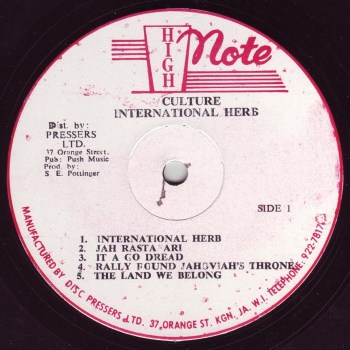 HIGH Note
CULTURE
INTERNATIONAL HERB
Dist. by:
PRESSERS
LTD.
37 Orange Street.
Pub: Push Music
Prod. by:
S. E. Pottinger
SIDE 1
1. INTERNATIONAL HERB
2. JAH RASTA ARI
3. IT A GO DREAD
4. RALLY ROUND JAHOVIAH'S THRONE
5. THE LAND WE BELONG
MANUFACTURED BY DISC PRESSERS LTD. 37, ORANGE ST. KGN, JA. W.I. TELEPHONE: